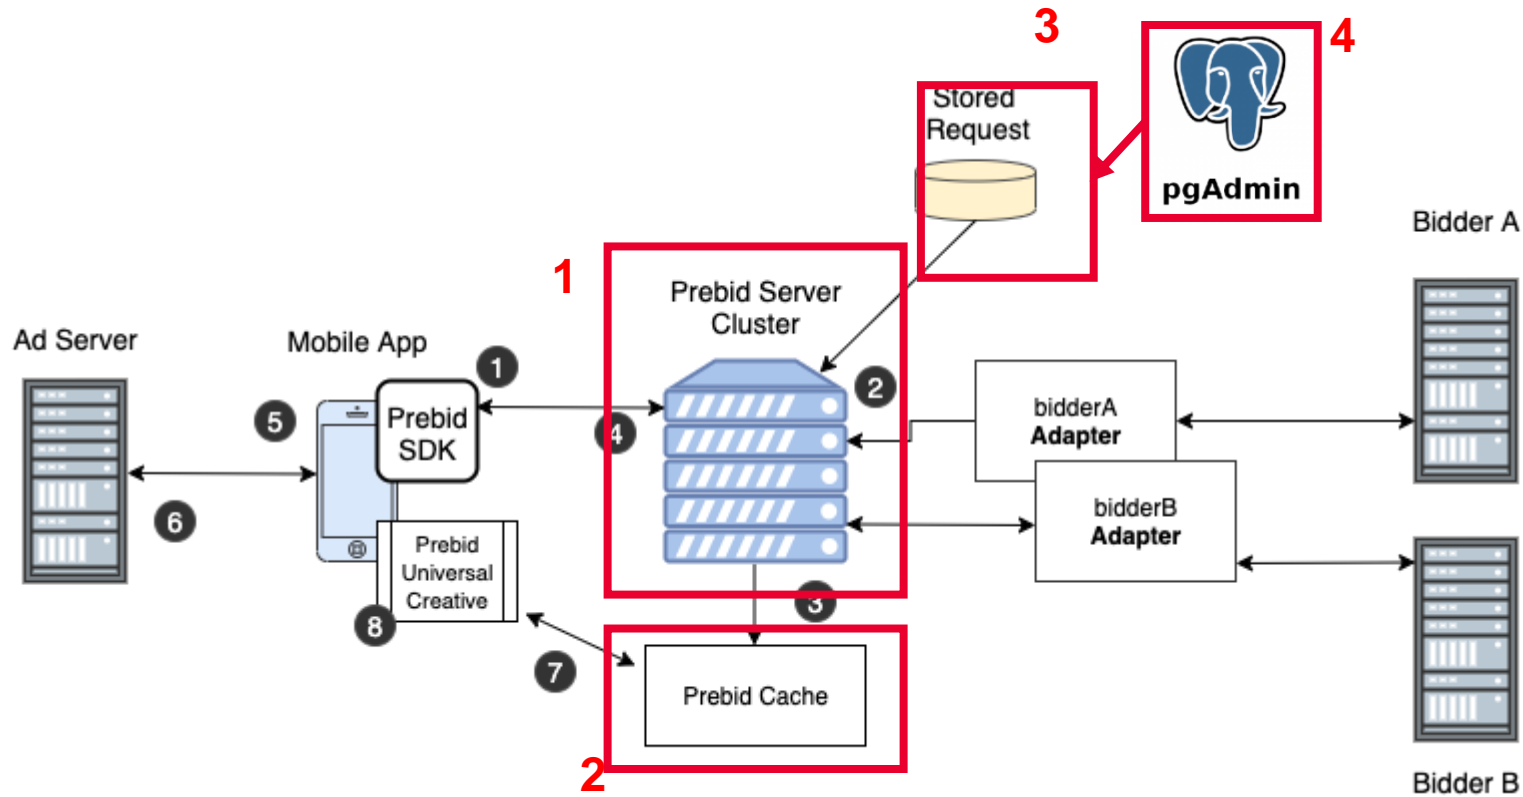 3
4
Stored
Request
pgAdmin
Bidder A
1
Prebid Server
Cluster
Ad Server
Mobile App
1
2
5
Prebid
SDK
4
bidderA
Adapter
6
bidderB
Adapter
Prebid
Universal
Creative
8
3
7
Prebid Cache
2
Bidder B